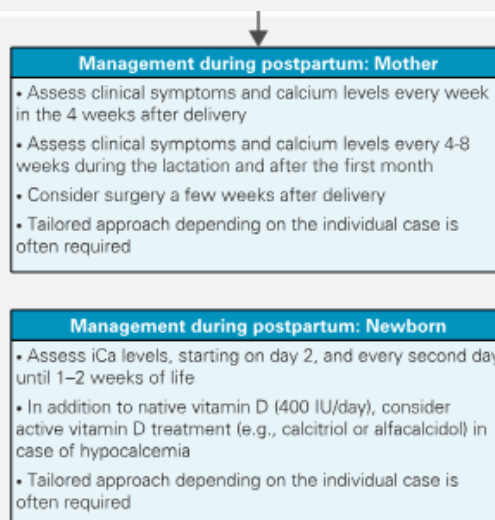 Management during postpartum: Mother
• Assess clinical symptoms and calcium levels every week
in the 4 weeks after delivery
• Assess clinical symptoms and calcium levels every 4-8
weeks during the lactation and after the first month
• Consider surgery a few weeks after delivery
• Tailored approach depending on the individual case is
often required
Management during postpartum: Newborn
• Assess iCa levels, starting on day 2, and every second day
until 1–2 weeks of life
• In addition to native vitamin D (400 IU/day), consider
active vitamin D treatment (e.g., calcitriol or alfacalcidol) in
case of hypocalcemia
• Tailored approach depending on the individual case is
often required